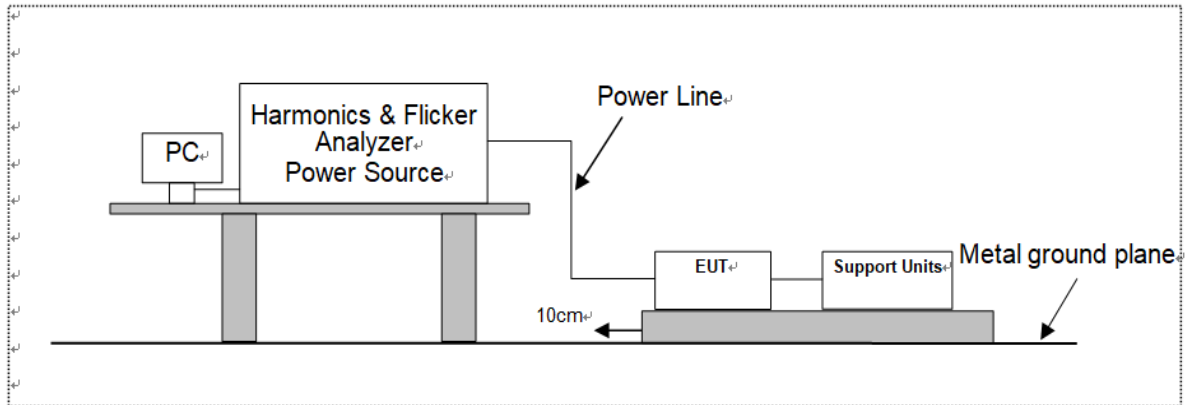 Power Line
Harmonics & Flicker
Analyzer
Power Source
PC
Metal ground plane
EUT
Support Units
10cm